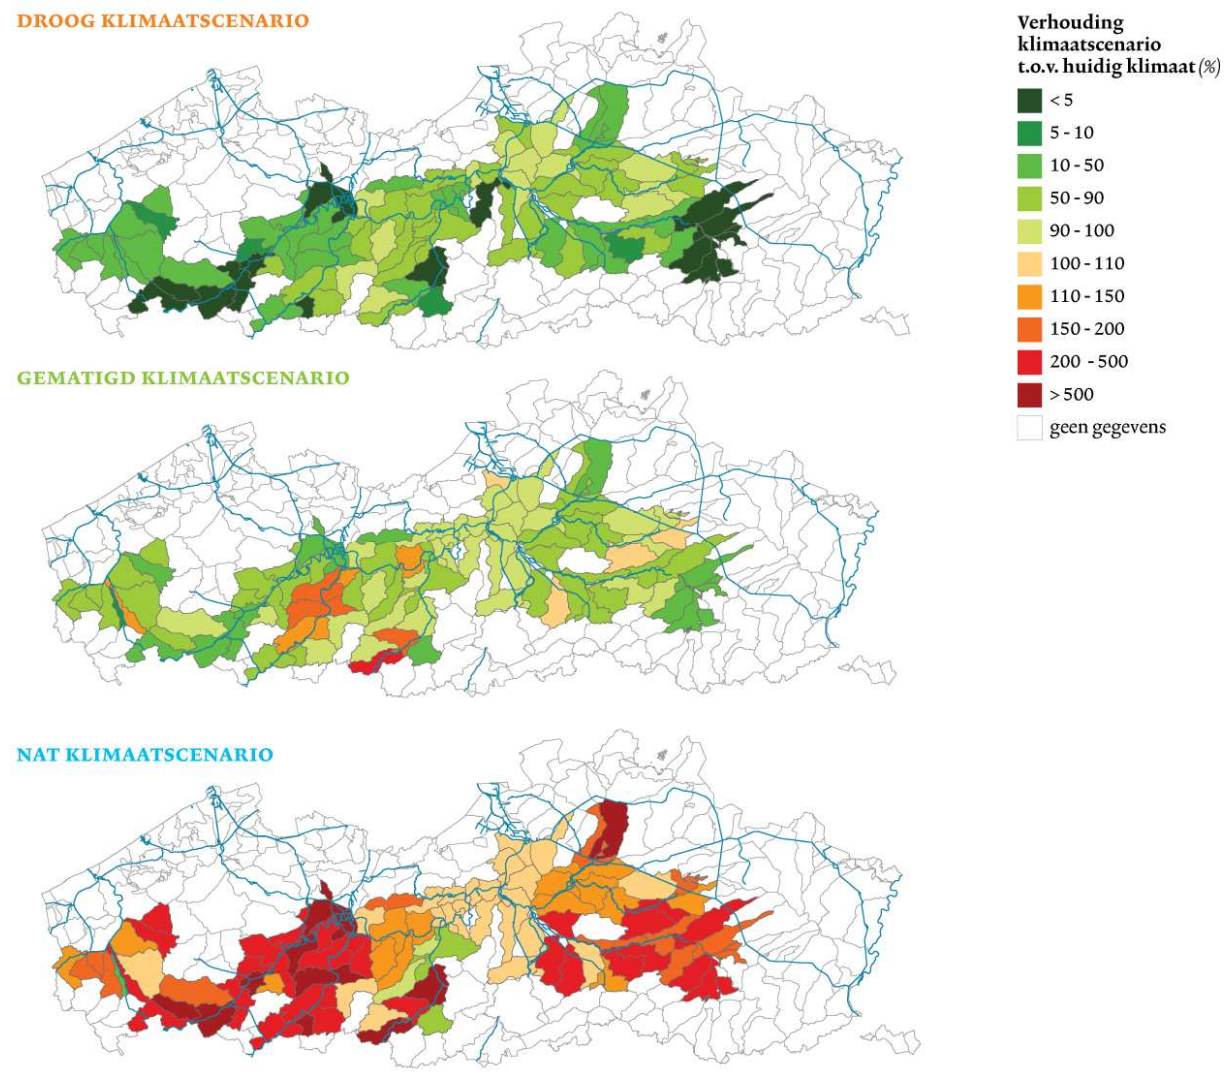 DROOG KLIMAATSCENARIO
Verhouding
klimaatscenario
t.o.v. huidig klimaat (%)
< 5
5 - 10
10 - 50
50 - 90
90 - 100
100 - 110
110 - 150
150 - 200
200 - 500
> 500
geen gegevens
GEMATIGD KLIMAATSCENARIO
NAT KLIMAATSCENARIO